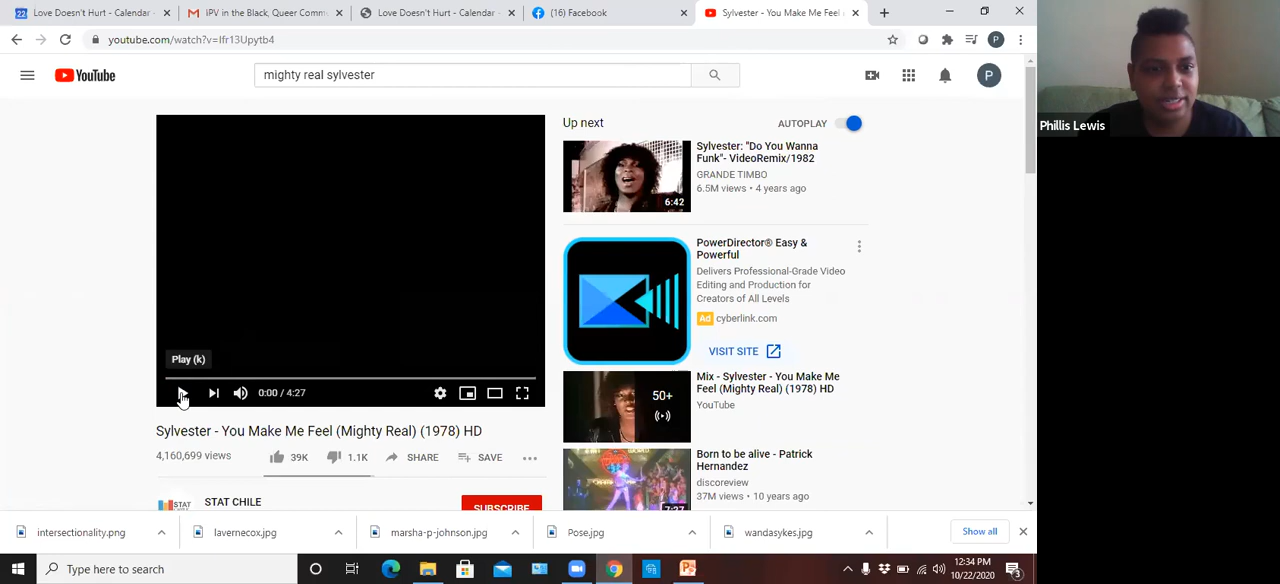 22 Love Doesn't Hurt - Calendar -
iPV in the Black, Queer Comm
Love Doesn't Hurt - Calendar -
(16) Facebook
Sylvester - You Make Me Feel
youtube.com/watch?v=Ifr13Upytb4
P
YouTube
mighty real sylvester
P
Phillis Lewis
Up next
AUTOPLAY
Sylvester: "Do You Wanna
Funk"- VideoRemix/1982
GRANDE TIMBO
6.5M views • 4 years ago
6:42
PowerDirector® Easy &
Powerful
Delivers Professional-Grade Video
Editing and Production for
Creators of All Levels
Ad cyberlink.com
VISIT SITE
Play (k)
0:00 / 4:27
Mix - Sylvester - You Make Me
Feel (Mighty Real) (1978) HD
YouTube
50+
Sylvester - You Make Me Feel (Mighty Real) (1978) HD
4,160,699 views
39K
1.1K
SHARE
SAVE
Born to be alive - Patrick
Hernandez
discoreview
37M views • 10 years ago
7:27
STAT
STAT CHILE
SUBSCRIBE
intersectionality.png
lavernecox.jpg
marsha-p-johnson.jpg
Pose.jpg
wandasykes.jpg
Show all
Type here to search
12:34 PM
10/22/2020
3